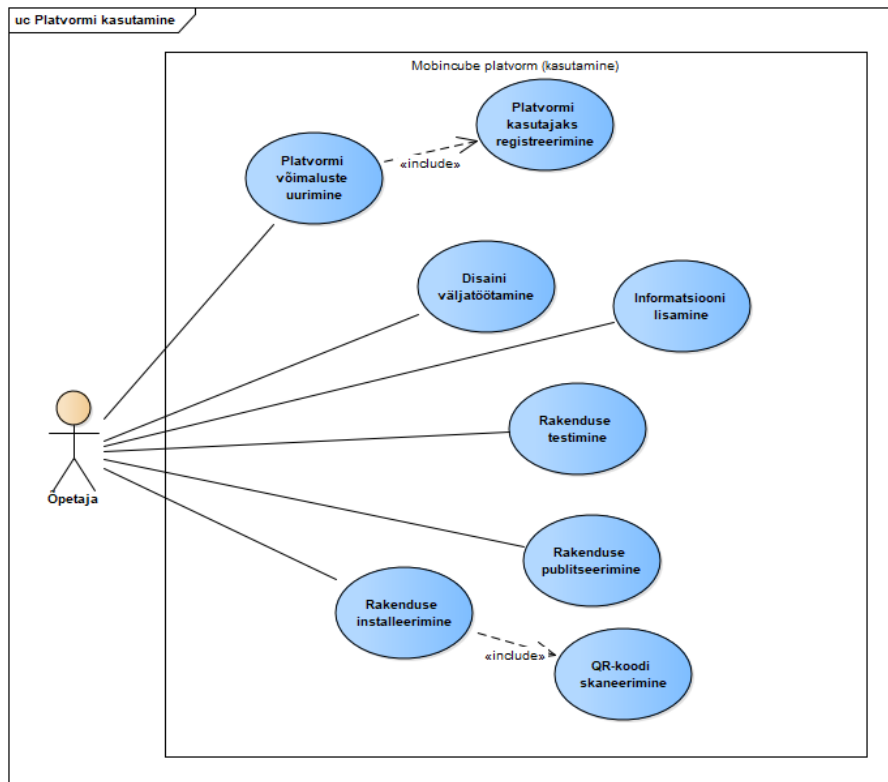 uc Platvormi kasutamine
Mobincube platvorm (kasutamine)
Platvormi
kasutajaks
registreerimine
Platvormi
võimaluste
uurimine
«include»
Disaini
väljatöötamine
Informatsiooni
lisamine
Rakenduse
testimine
Õpetaja
Rakenduse
publitseerimine
Rakenduse
installeerimine
«include»
QR-koodi
skaneerimine